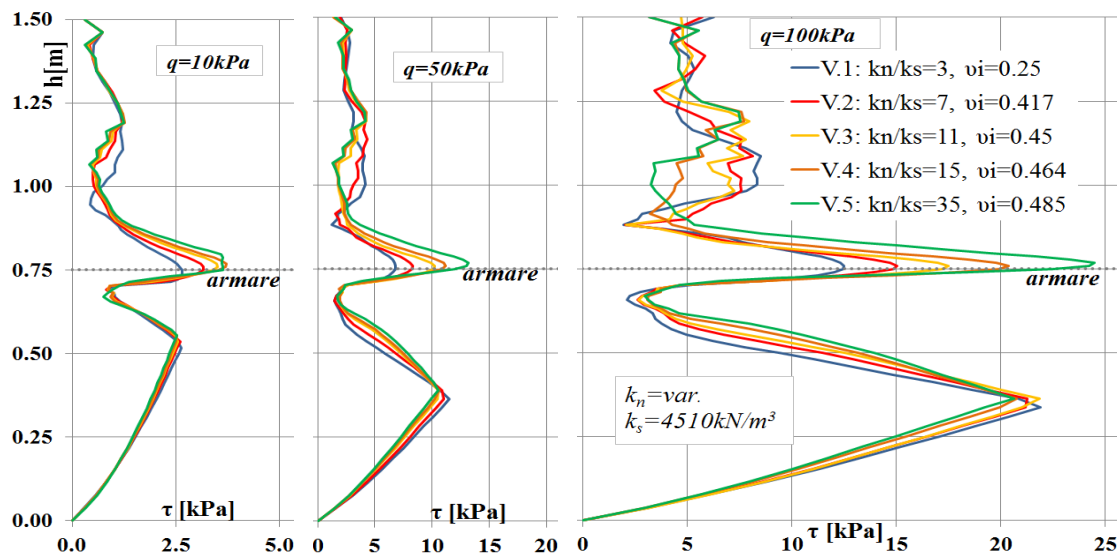 1.50
1.25
1.00
0.75
0.50
0.25
0.00
h[m]
q=10kPa
armare
τ [kPa]
0.0
2.5
5.0
q=50kPa
armare
τ [kPa]
0
5
10
15
20
q=100kPa
V.1: kn/ks=3, υi=0.25
V.2: kn/ks=7, υi=0.417
V.3: kn/ks=11, υi=0.45
V.4: kn/ks=15, υi=0.464
V.5: kn/ks=35, υi=0.485
armare
kn=var.
ks=4510kN/m³
τ [kPa]
0
5
10
15
20
25